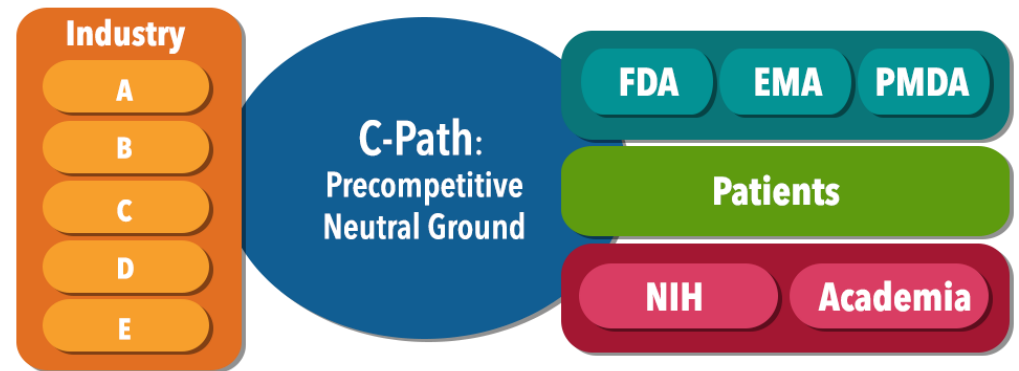 Industry
A
B
C
D
E
C-Path:
Precompetitive
Neutral Ground
FDA EMA PMDA
Patients
NIH Academia